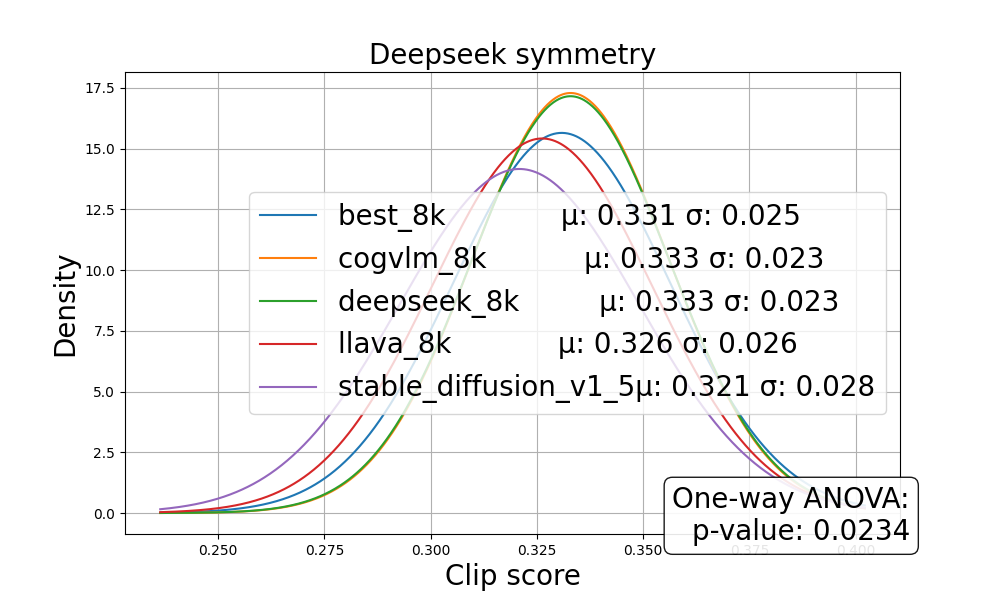 Deepseek symmetry
17.5
15.0
12.5
10.0
7.5
5.0
2.5
0.0
Density
best_8k μ: 0.331 σ: 0.025
cogvlm_8k μ: 0.333 σ: 0.023
deepseek_8k μ: 0.333 σ: 0.023
llava_8k μ: 0.326 σ: 0.026
stable_diffusion_v1_5μ: 0.321 σ: 0.028
One-way ANOVA:
p-value: 0.0234
0.250 0.275 0.300 0.325 0.350 0.375 0.400
Clip score